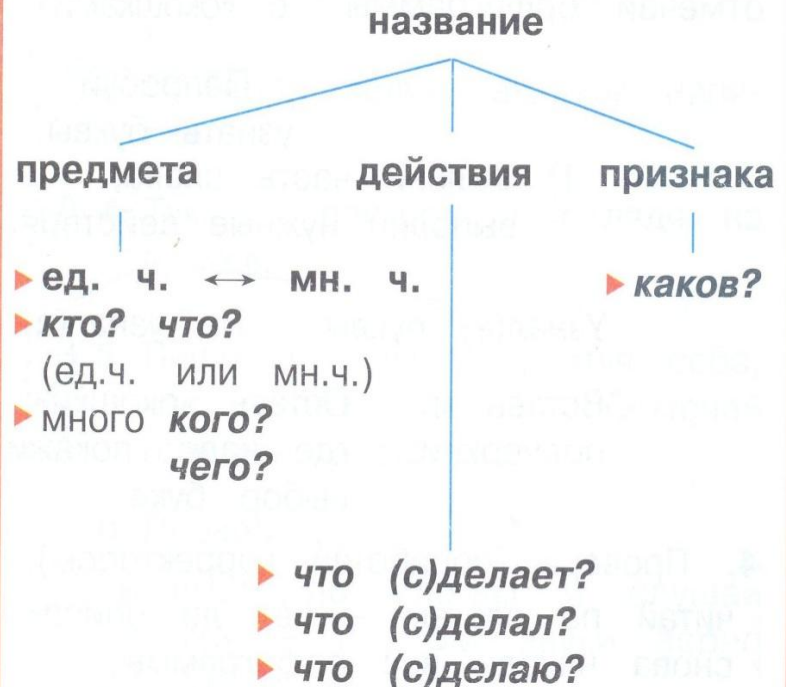 название
предмета действия признака
ед. ч. ↔ мн. ч.
каков?
кто? что?
(ед.ч. или мн.ч.)
много кого?
чего?
что (с)делает?
что (с)делал?
что (с)делаю?